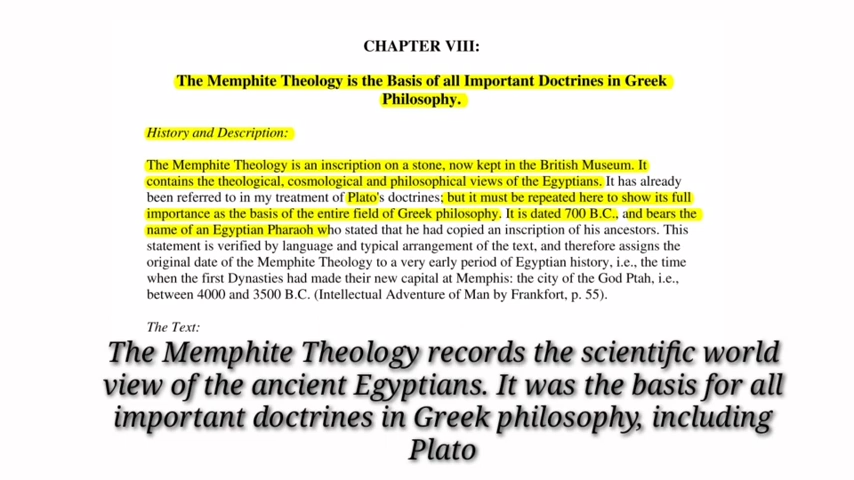 CHAPTER VIII:
The Memphite Theology is the Basis of all Important Doctrines in Greek
Philosophy.
History and Description:
The Memphite Theology is an inscription on a stone, now kept in the British Museum. It
contains the theological, cosmological and philosophical views of the Egyptians. It has already
been referred to in my treatment of Plato's doctrines; but it must be repeated here to show its full
importance as the basis of the entire field of Greek philosophy. It is dated 700 B.C., and bears the
name of an Egyptian Pharaoh who stated that he had copied an inscription of his ancestors. This
statement is verified by language and typical arrangement of the text, and therefore assigns the
original date of the Memphite Theology to a very early period of Egyptian history, i.e., the time
when the first Dynasties had made their new capital at Memphis: the city of the God Ptah, i.e.,
between 4000 and 3500 B.C. (Intellectual Adventure of Man by Frankfort, p. 55).
The Text:
The Memphite Theology records the scientific world
view of the ancient Egyptians. It was the basis for all
important doctrines in Greek philosophy, including
Plato